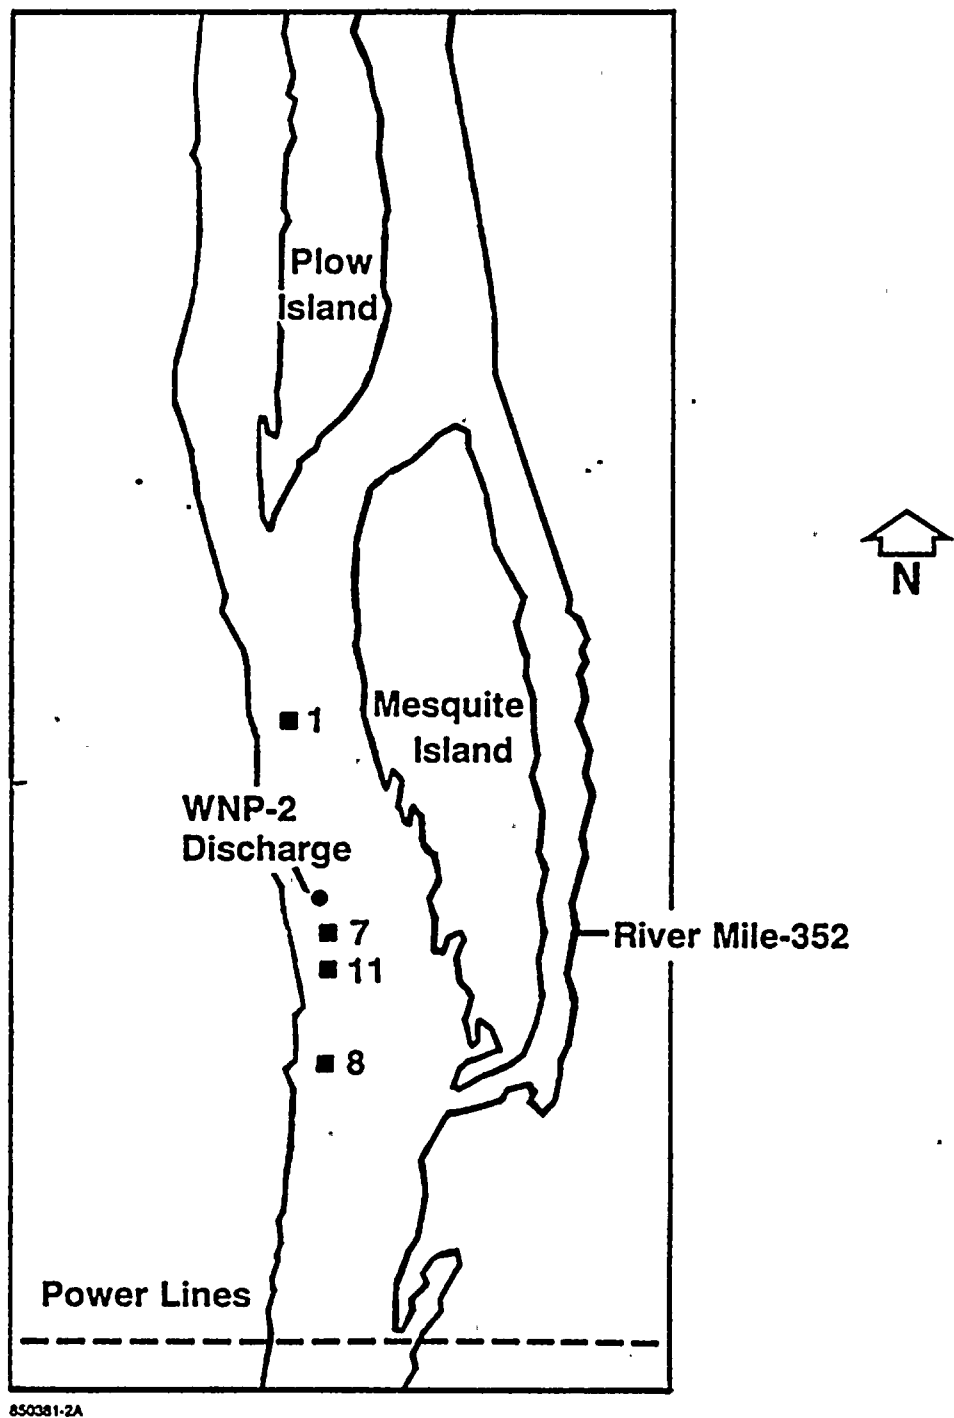 Plow
Island
N
Mesquite
Island
1
WNP-2
Discharge
7
River Mile-352
11
8
Power Lines
850381-2A